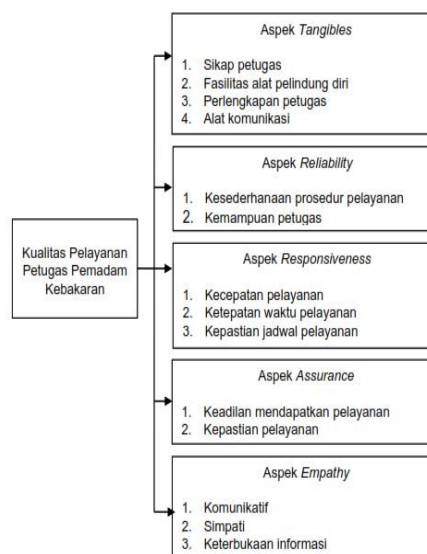 Aspek Tangibles
1. Sikap petugas
2. Fasilitas alat pelindung diri
3. Perlengkapan petugas
4. Alat komunikasi
Aspek Reliability
1. Kesederhanaan prosedur pelayanan
2. Kemampuan petugas
Kualitas Pelayanan
Petugas Pemadam
Kebakaran
Aspek Responsiveness
1. Kecepatan pelayanan
2. Ketepatan waktu pelayanan
3. Kepastian jadwal pelayanan
Aspek Assurance
1. Keadilan mendapatkan pelayanan
2. Kepastian pelayanan
Aspek Empathy
1. Komunikatif
2. Simpati
3. Keterbukaan informasi